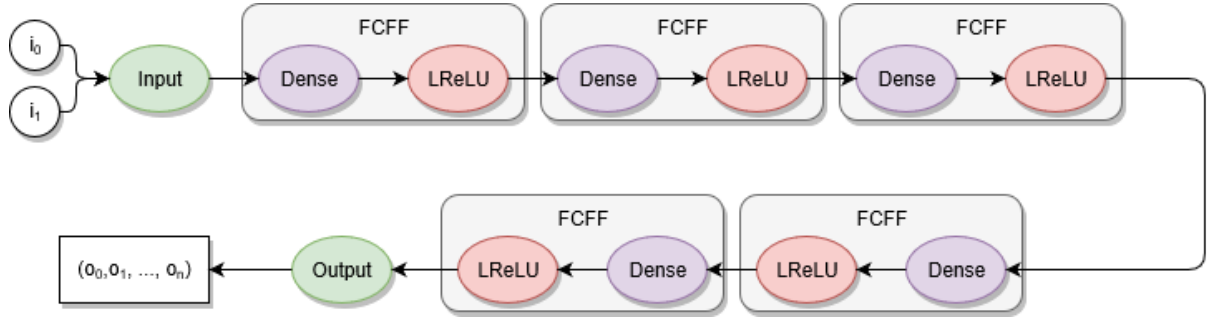 FCFF
FCFF
FCFF
i₀
Input
Dense
LReLU
Dense
LReLU
Dense
LReLU
i₁
FCFF
FCFF
(o₀,o₁, ..., oₙ)
Output
LReLU
Dense
LReLU
Dense